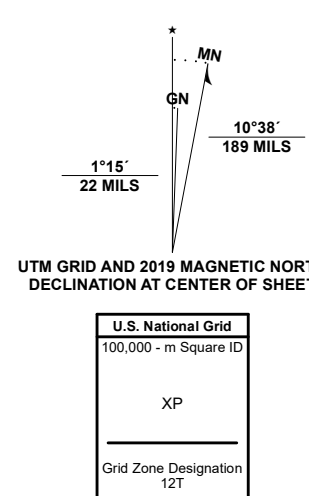 ★
MN
GN
10°38´
189 MILS
1°15´
22 MILS
UTM GRID AND 2019 MAGNETIC NORT
DECLINATION AT CENTER OF SHEET
U.S. National Grid
100,000 - m Square ID
XP
Grid Zone Designation
12T